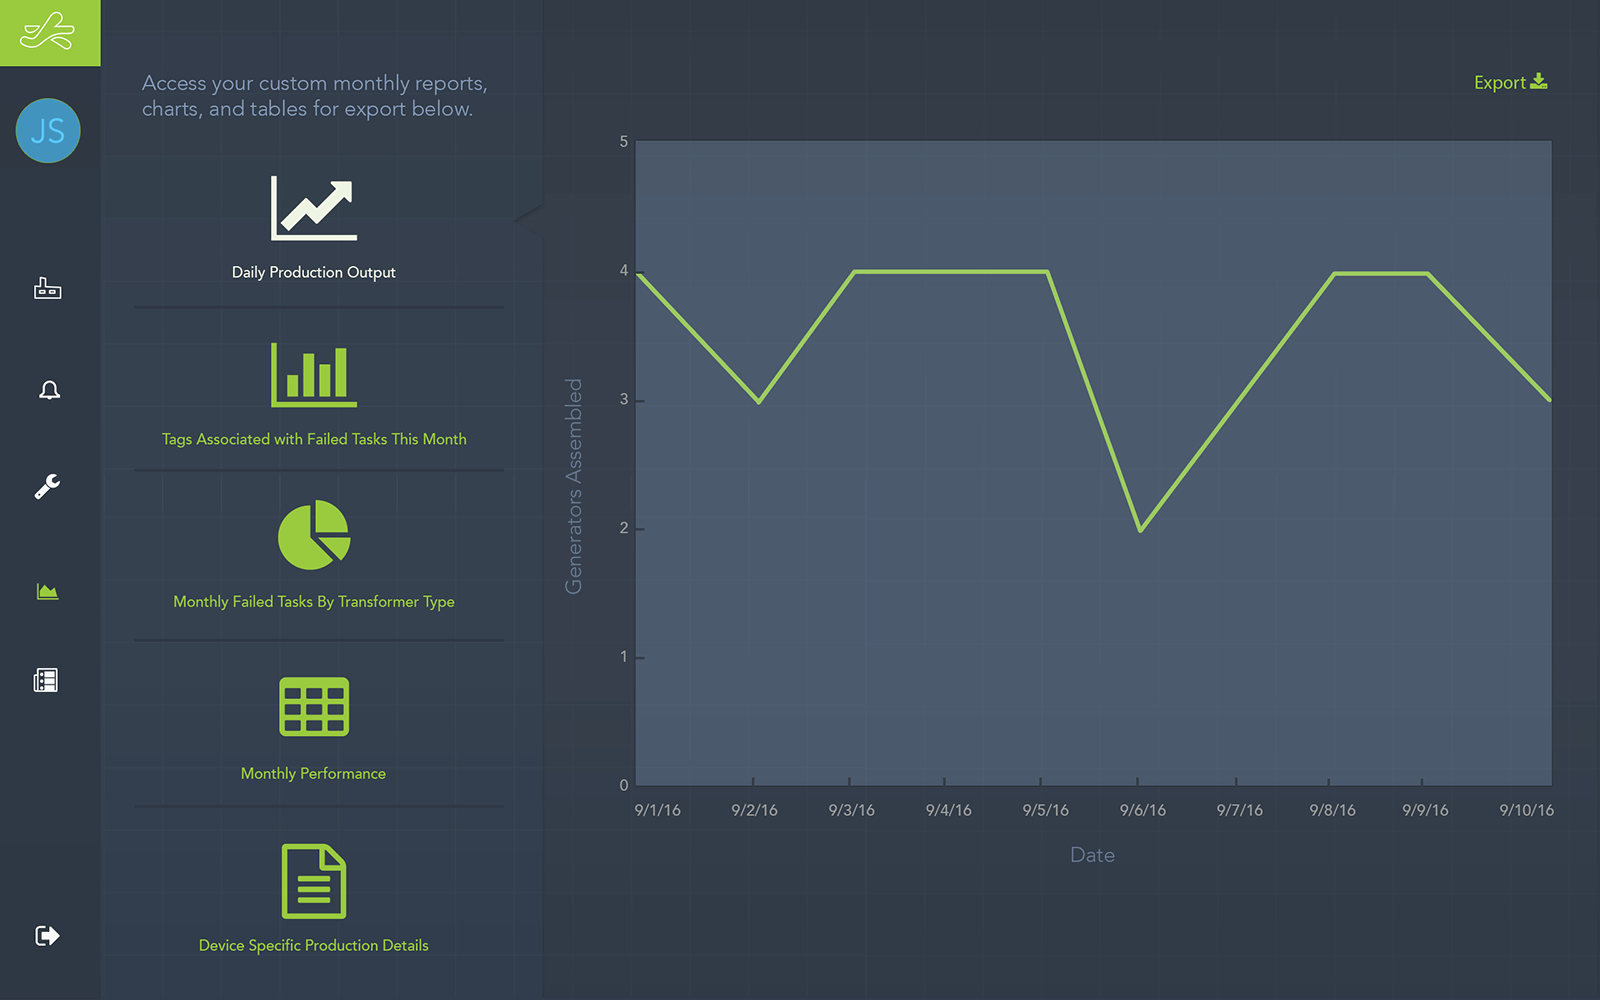 JS
Access your custom monthly reports,
charts, and tables for export below.
Daily Production Output
Tags Associated with Failed Tasks This Month
Monthly Failed Tasks By Transformer Type
Monthly Performance
Device Specific Production Details
Export
Generators Assembled
5
4
3
2
1
0
9/1/16 9/2/16 9/3/16 9/4/16 9/5/16 9/6/16 9/7/16 9/8/16 9/9/16 9/10/16
Date